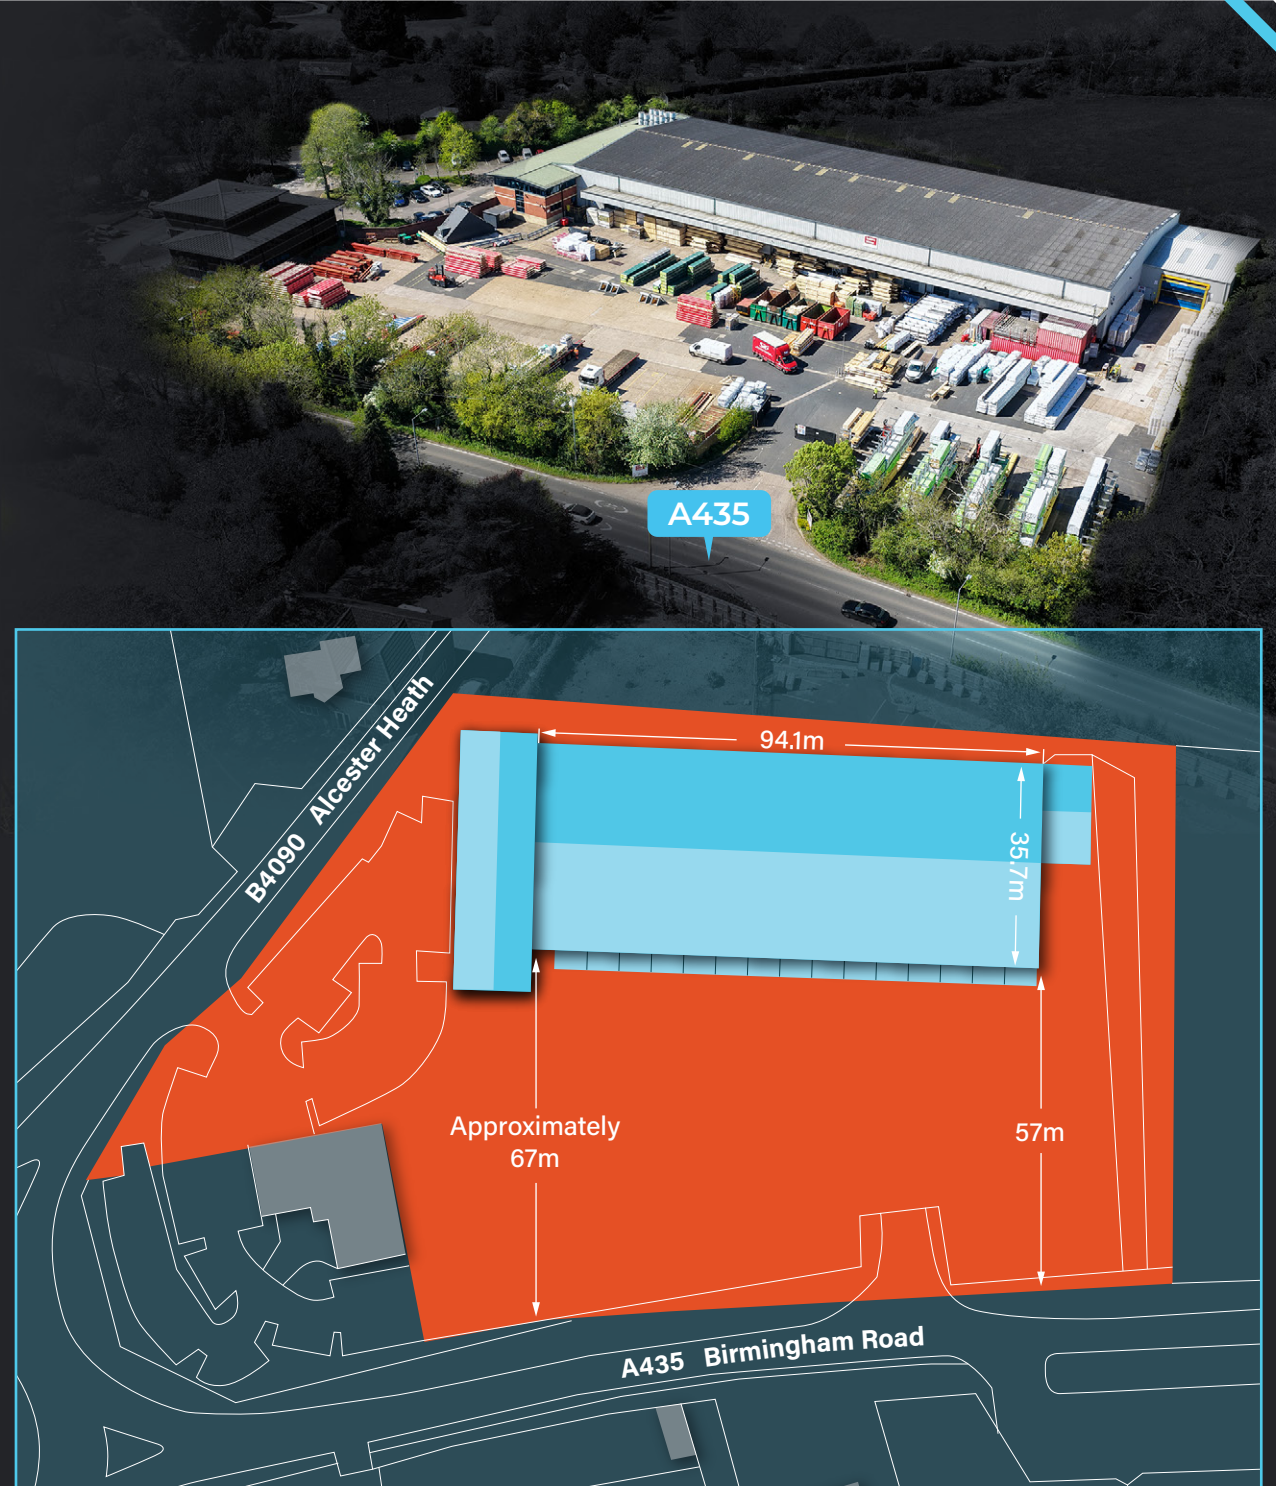 A435
94.1m
35.7m
B4090 Alcester Heath
Approximately
67m
57m
A435 Birmingham Road